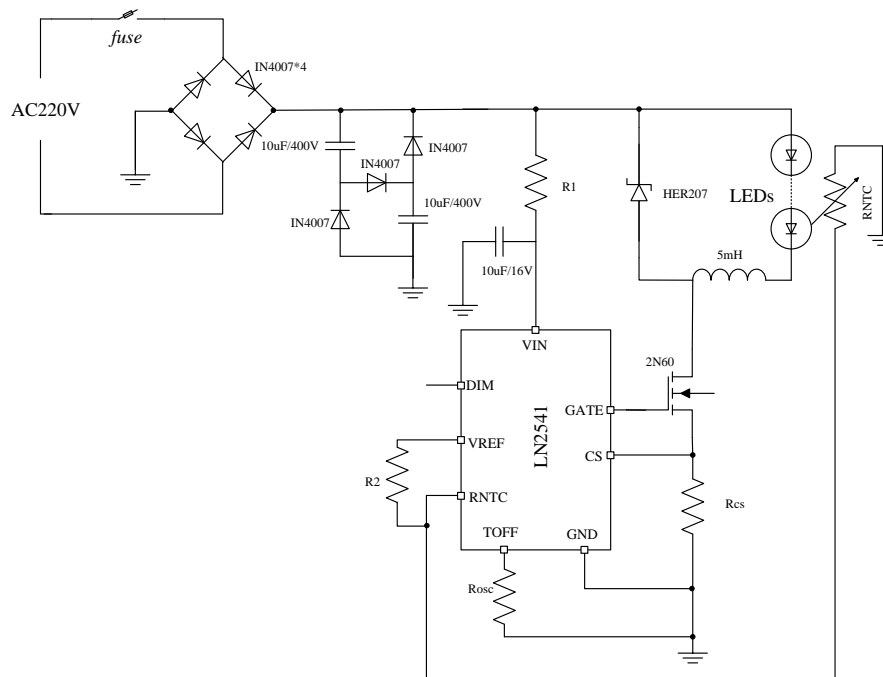 fuse
IN4007*4
AC220V
10uF/400V
IN4007
IN4007
IN4007
10uF/400V
R1
10uF/16V
HER207
LEDs
RNTC
5mH
VIN
2N60
DIM
GATE
LN2541
VREF
CS
R2
RNTC
Rcs
TOFF
GND
Rosc